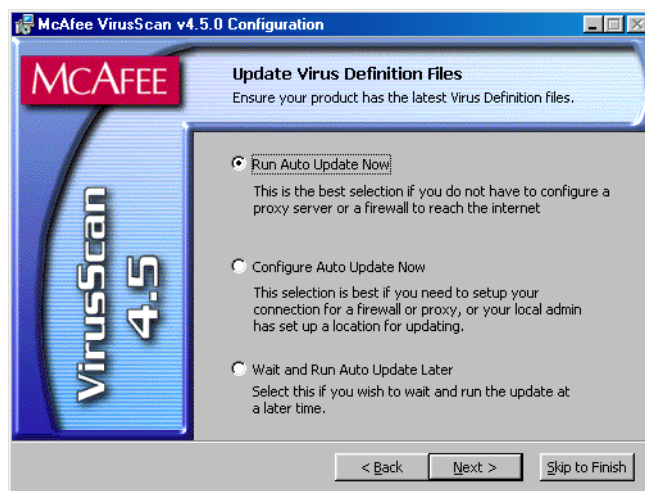 McAfee VirusScan v4.5.0 Configuration
MCAFEE
Update Virus Definition Files
Ensure your product has the latest Virus Definition files.
VirusScan
4.5
Run Auto Update Now
This is the best selection if you do not have to configure a
proxy server or a firewall to reach the internet
Configure Auto Update Now
This selection is best if you need to setup your
connection for a firewall or proxy, or your local admin
has set up a location for updating.
Wait and Run Auto Update Later
Select this if you wish to wait and run the update at
a later time.
< Back
Next >
Skip to Finish